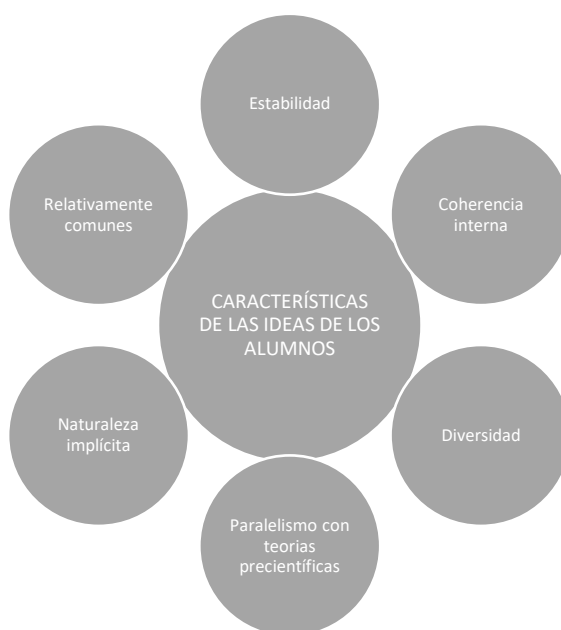 Estabilidad
Coherencia
interna
Diversidad
Paralelismo con
teorias
precientíficas
Naturaleza
implícita
Relativamente
comunes
CARACTERÍSTICAS
DE LAS IDEAS DE LOS
ALUMNOS